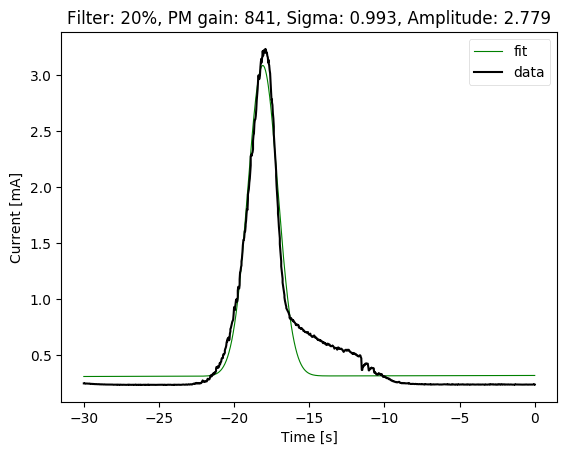 Filter: 20%, PM gain: 841, Sigma: 0.993, Amplitude: 2.779
fit
data
3.0
2.5
2.0
1.5
1.0
0.5
Current [mA]
−30
−25
−20
−15
−10
−5
0
Time [s]